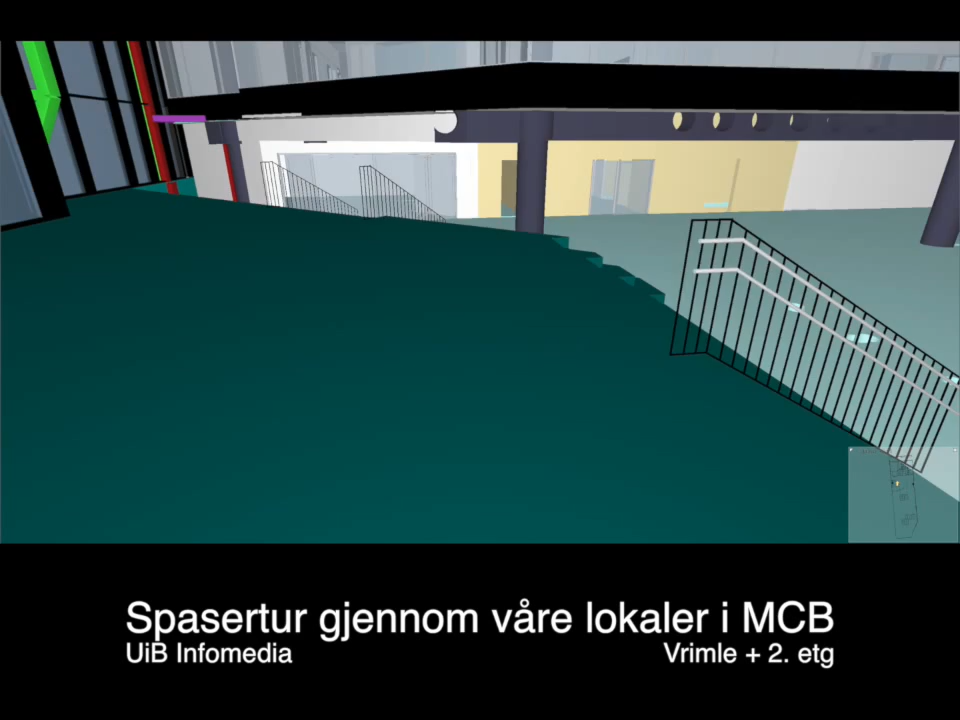 Spasertur gjennom våre lokaler i MCB
UiB Infomedia Vrimle + 2. etg